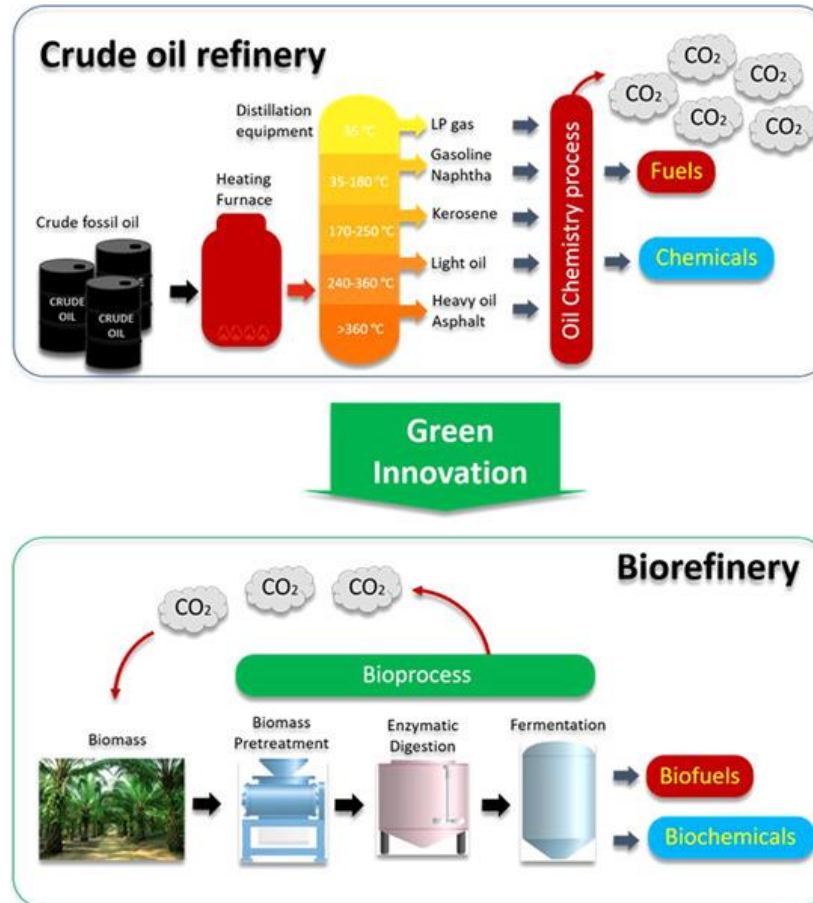 Crude oil refinery
CO₂
CO₂
CO₂
CO₂
CO₂
Distillation
equipment
35 °C
LP gas
Heating
Furnace
35-180 °C
Gasoline
Naphtha
Fuels
Crude fossil oil
170-250 °C
Kerosene
Oil Chemistry process
CRUDE
OIL
CRUDE
OIL
240-360 °C
Light oil
Chemicals
>360 °C
Heavy oil
Asphalt
Green
Innovation
Biorefinery
CO₂
CO₂
CO₂
Bioprocess
Biomass
Biomass
Pretreatment
Enzymatic
Digestion
Fermentation
Biofuels
Biochemicals